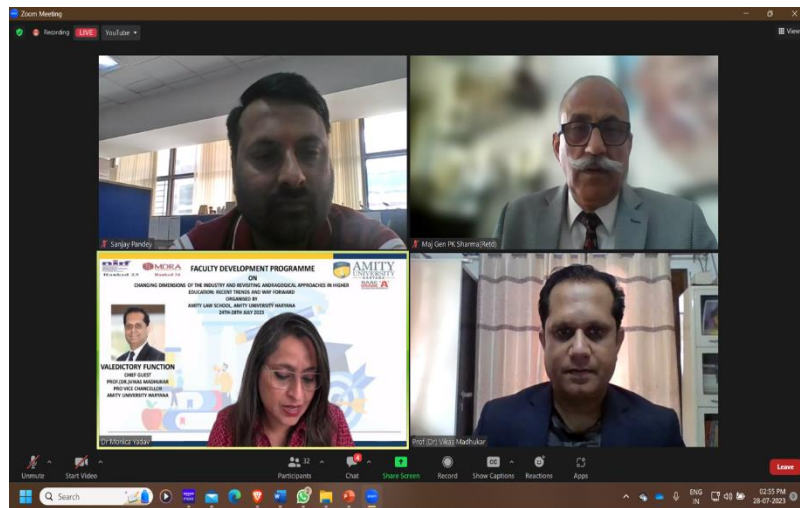 Zoom Meeting
Recording LIVE YouTube
View
Sanjay Pandey
Maj Gen PK Sharma(Retd)
nirf
MDRA
FACULTY DEVELOPMENT PROGRAMME
ON
CHANGING DIMENSIONS OF THE INDUSTRY AND REVISITING ANDRAGOGICAL APPROACHES IN HIGHER
EDUCATION: RECENT TRENDS AND WAY FORWARD
ORGANISED BY
AMITY LAW SCHOOL, AMITY UNIVERSITY HARYANA
24TH-28TH JULY 2023
AMITY
UNIVERSITY
VALEDICTORY FUNCTION
CHIEF GUEST
PROF.(DR.)VIKAS MADHUKAR
PRO VICE CHANCELLOR
AMITY UNIVERSITY HARYANA
Dr Monica Yadav
Prof (Dr) Vikas Madhukar
Unmute
Start Video
32
Participants
Chat
Share Screen
Record
CC
Show Captions
Reactions
Apps
Leave
Search
ENG
IN
02:55 PM
28-07-2023